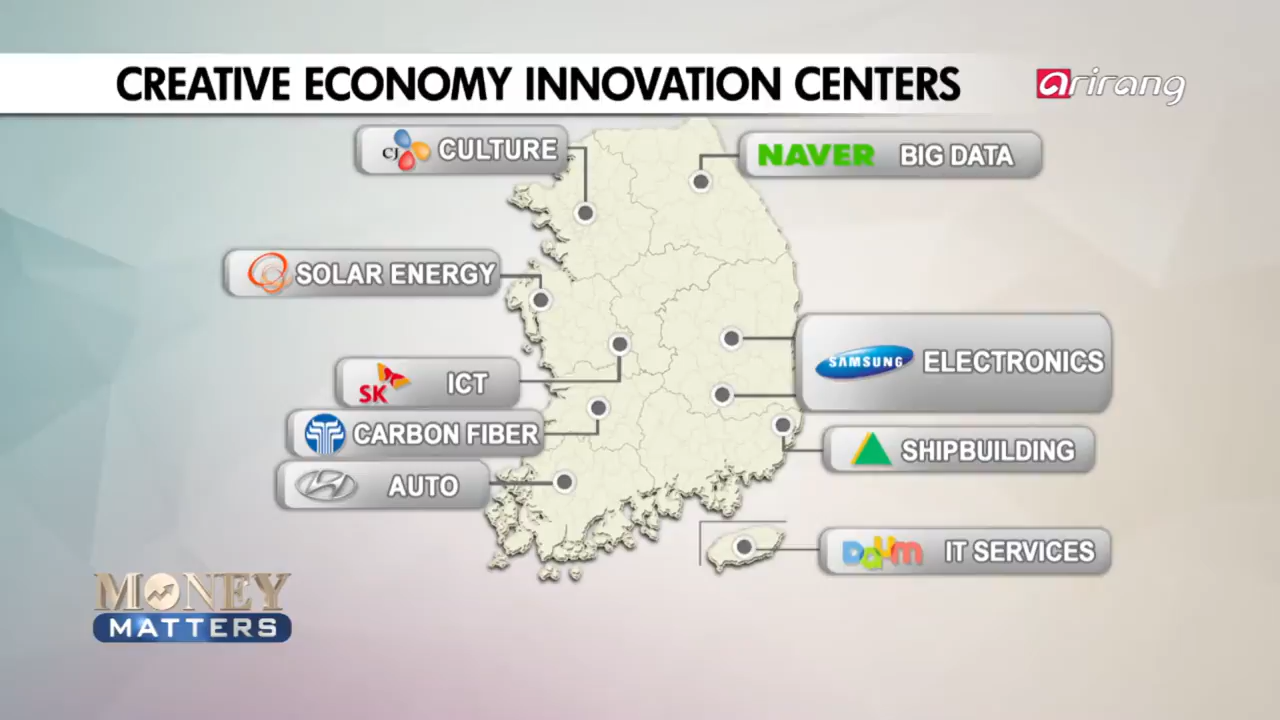 CREATIVE ECONOMY INNOVATION CENTERS
arirang
CJ CULTURE
NAVER BIG DATA
SOLAR ENERGY
SAMSUNG ELECTRONICS
SK ICT
CARBON FIBER
SHIPBUILDING
AUTO
Daum IT SERVICES
MONEY
MATTERS